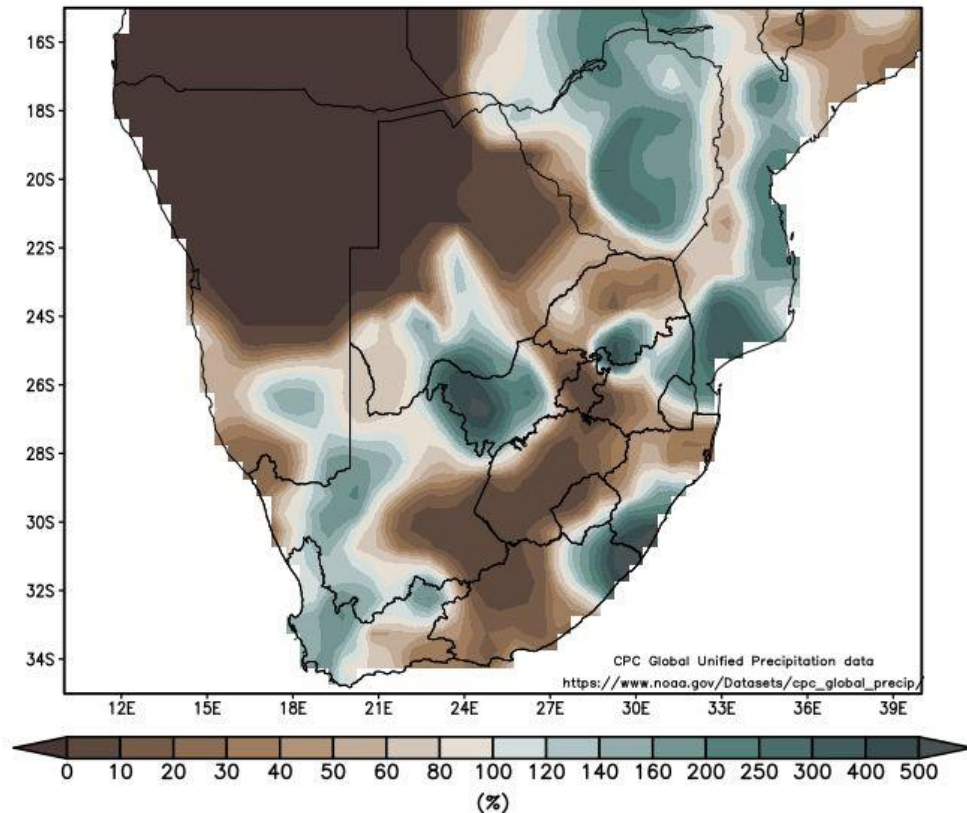 16S
18S
20S
22S
24S
26S
28S
30S
32S
34S
CPC Global Unified Precipitation data
https://www.noaa.gov/Datasets/cpc_global_precip/
12E 15E 18E 21E 24E 27E 30E 33E 36E 39E
0 10 20 30 40 50 60 80 100 120 140 160 200 250 300 400 500
(%)